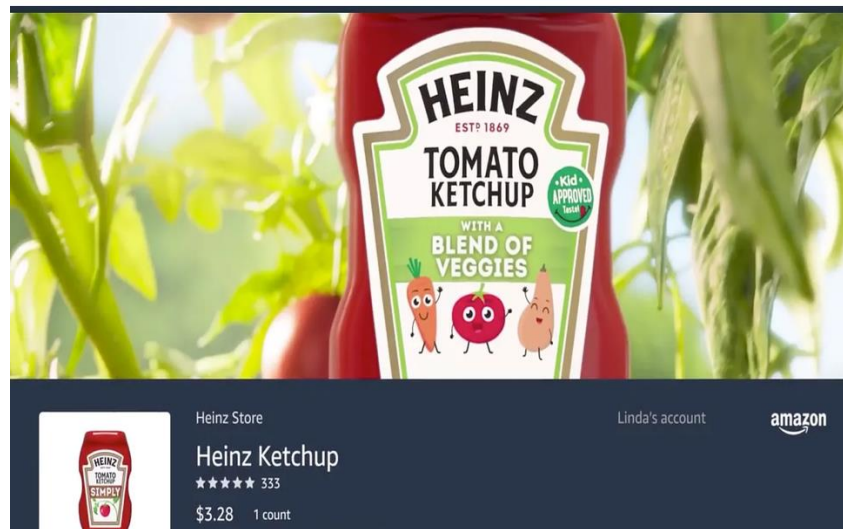 HEINZ
ESTD 1869
TOMATO
KETCHUP
Kid
APPROVED
Taste!
WITH A
BLEND OF
VEGGIES
Heinz Store
Linda's account
amazon
Heinz Ketchup
333
$3.28 1 count
HEINZ
TOMATO
KETCHUP
SIMPLY